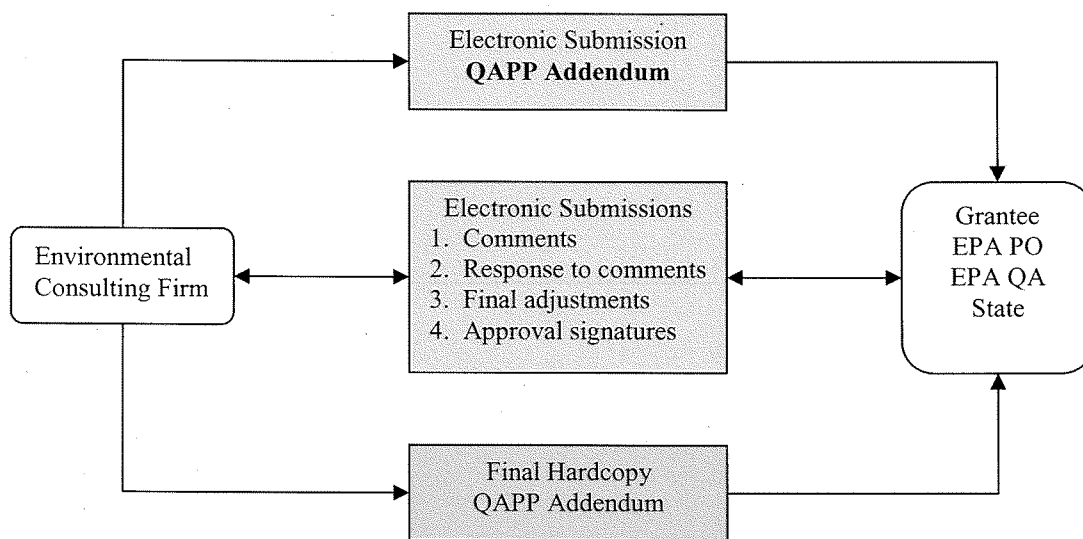 Electronic Submission
QAPP Addendum
Environmental
Consulting Firm
Electronic Submissions
1. Comments
2. Response to comments
3. Final adjustments
4. Approval signatures
Grantee
EPA PO
EPA QA
State
Final Hardcopy
QAPP Addendum